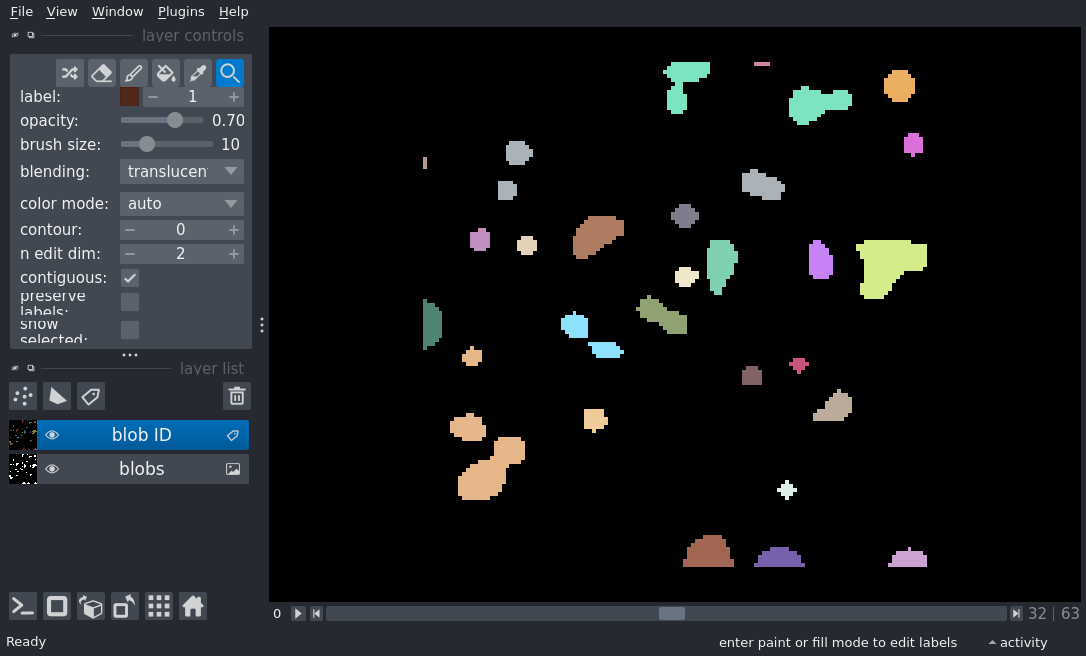 File View Window Plugins Help
layer controls
label: 1
opacity: 0.70
brush size: 10
blending: translucen
color mode: auto
contour: 0
n edit dim: 2
contiguous:
preserve
labels:
show
selected:
layer list
blob ID
blobs
0 32 | 63
Ready enter paint or fill mode to edit labels activity